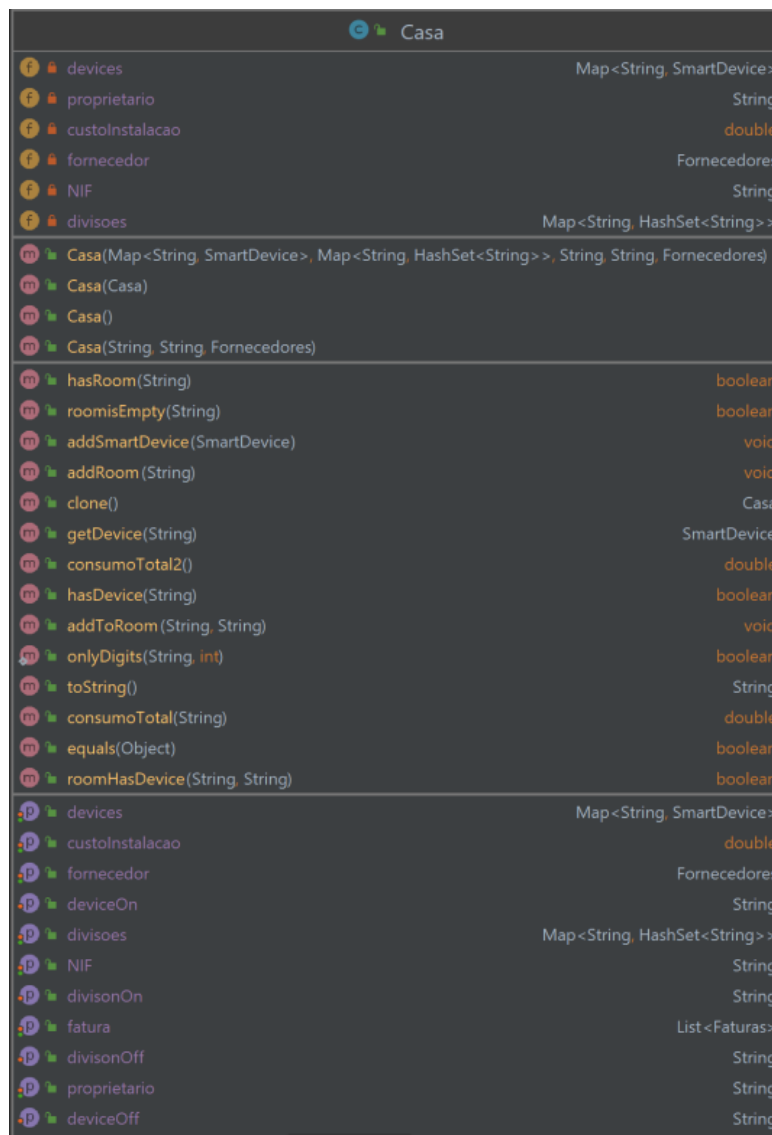 Casa
devices Map<String, SmartDevice>
proprietario String
custoInstalacao double
fornecedor Fornecedores
NIF String
divisoes Map<String, HashSet<String>>
Casa(Map<String, SmartDevice>, Map<String, HashSet<String>>, String, String, Fornecedores)
Casa(Casa)
Casa()
Casa(String, String, Fornecedores)
hasRoom(String) boolean
roomisEmpty(String) boolean
addSmartDevice(SmartDevice) void
addRoom(String) void
clone() Casa
getDevice(String) SmartDevice
consumoTotal2() double
hasDevice(String) boolean
addToRoom(String, String) void
onlyDigits(String, int) boolean
toString() String
consumoTotal(String) double
equals(Object) boolean
roomHasDevice(String, String) boolean
devices Map<String, SmartDevice>
custoInstalacao double
fornecedor Fornecedores
deviceOn String
divisoes Map<String, HashSet<String>>
NIF String
divisonOn String
fatura List<Faturas>
divisonOff String
proprietario String
deviceOff String